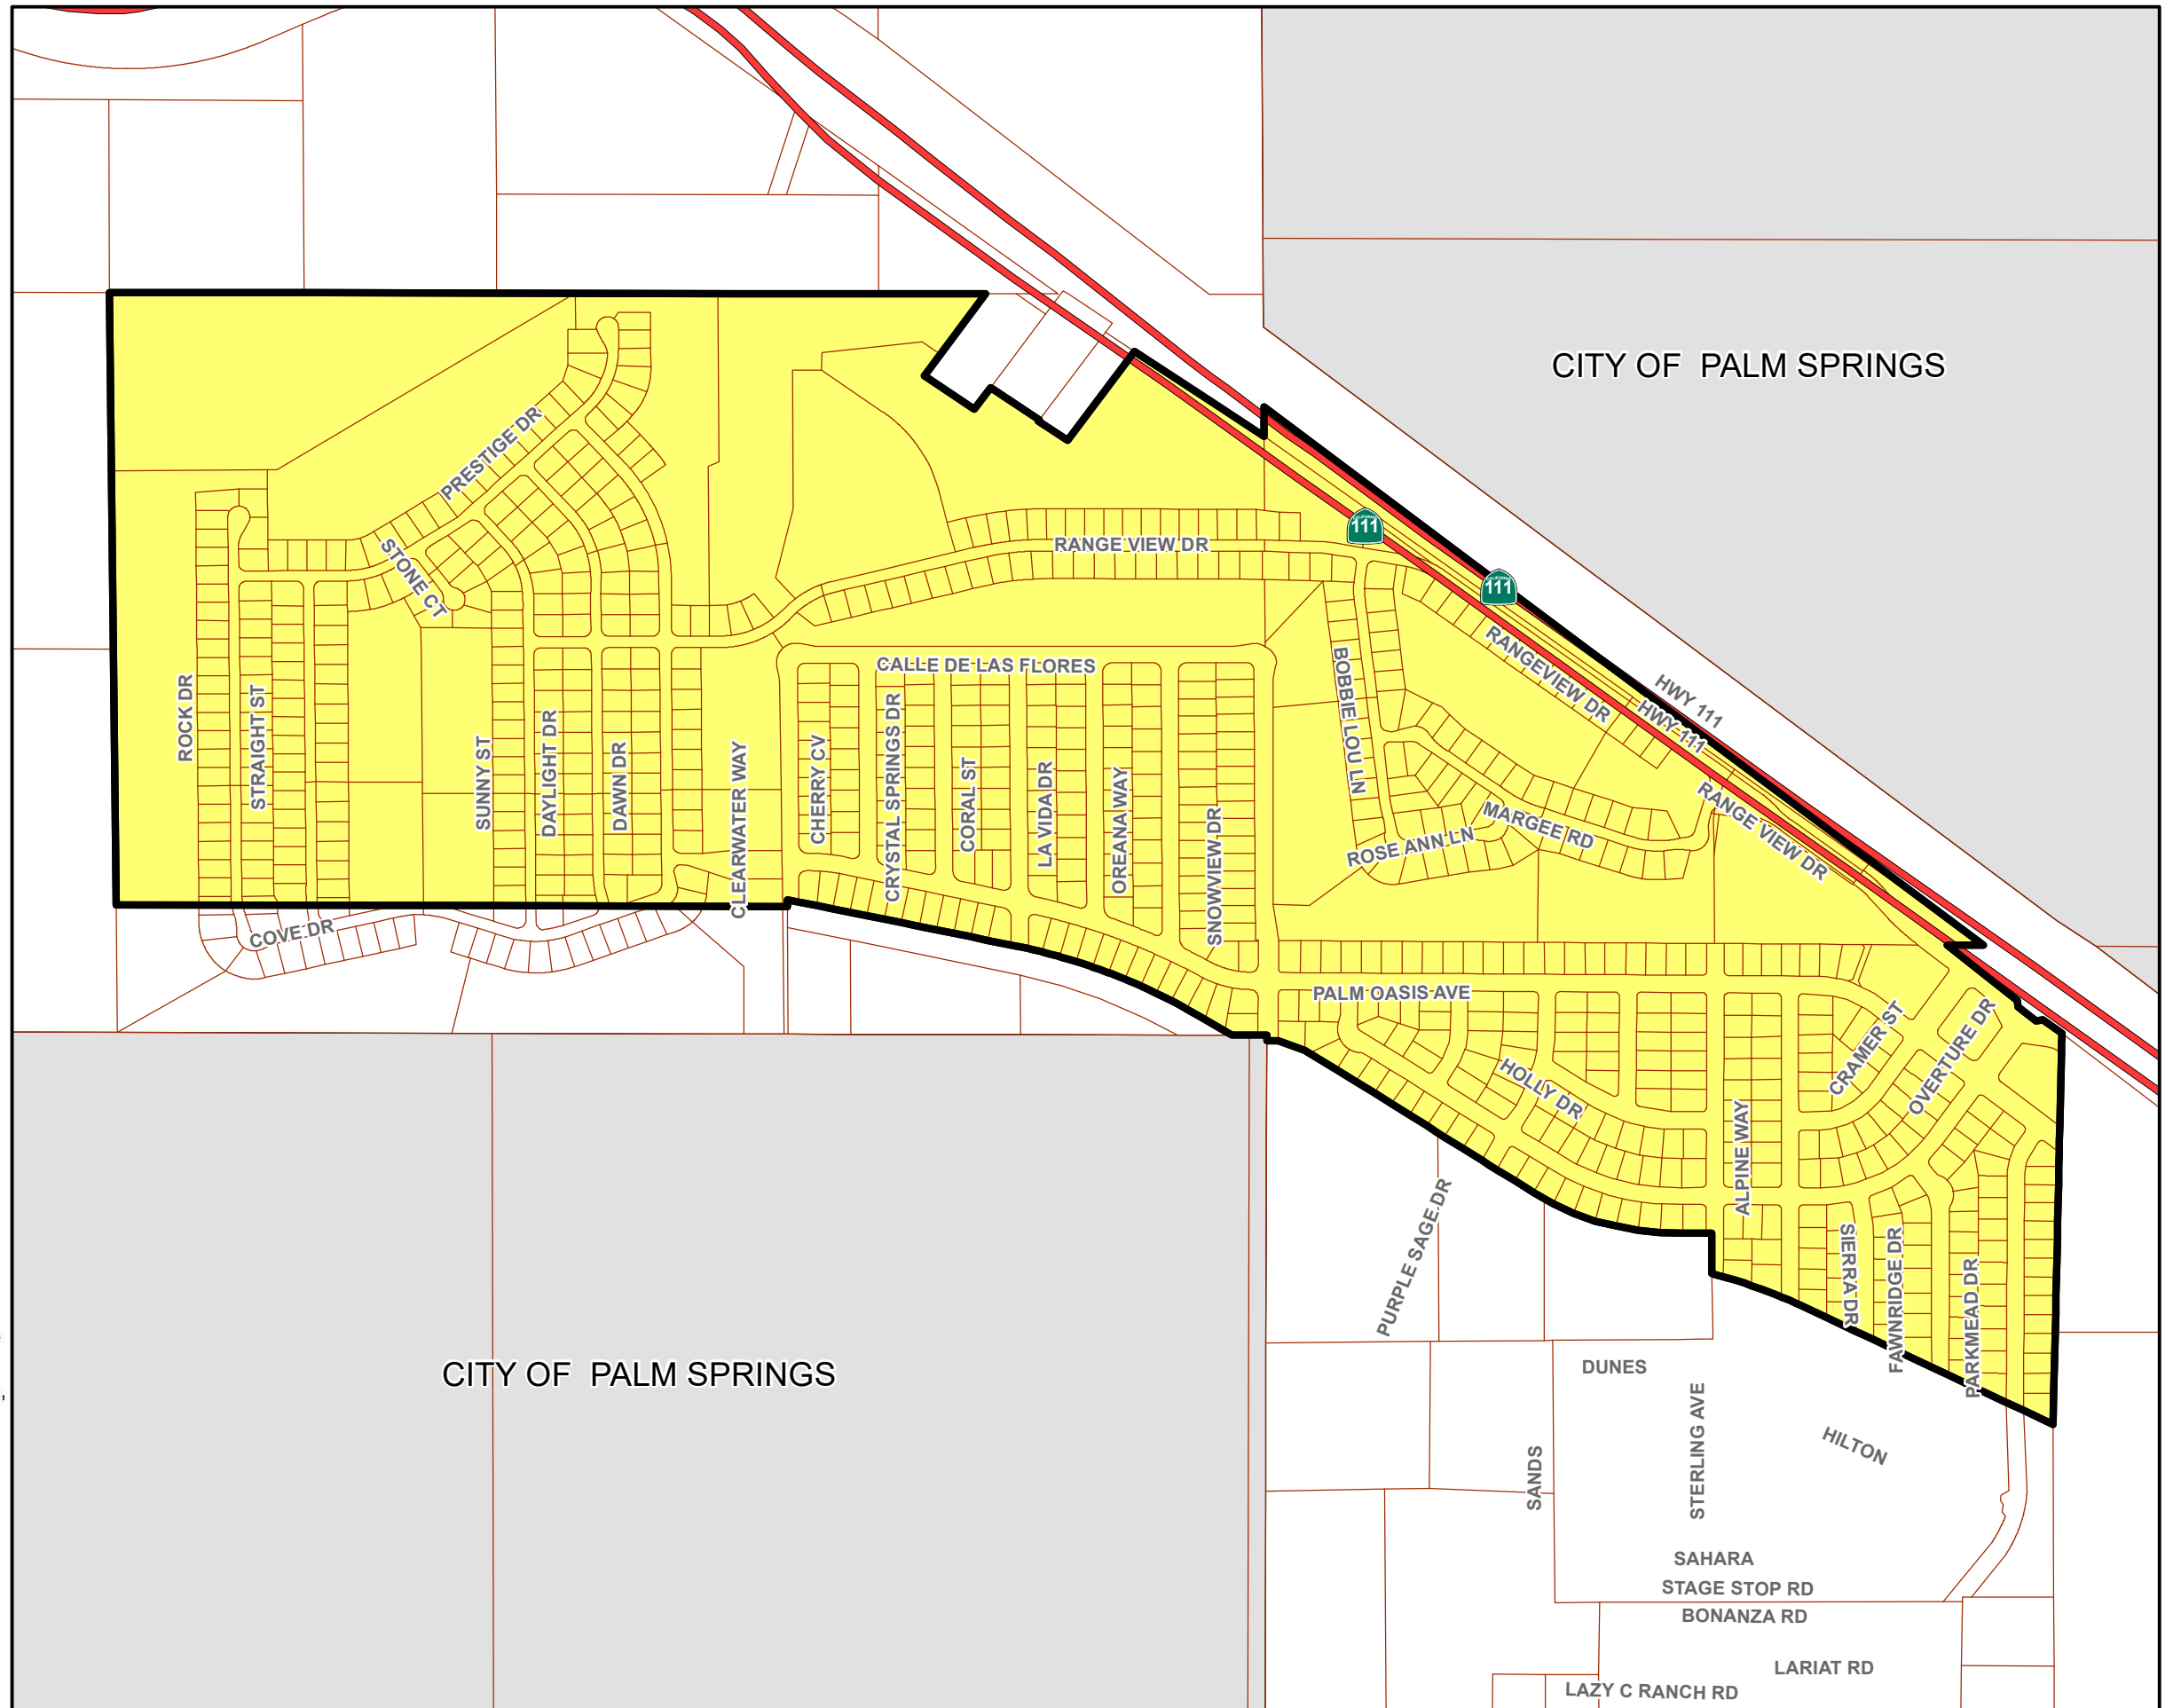 CITY OF PALM SPRINGS
PRESTIGE DR
STONE CT
RANGE VIEW DR
CALIFORNIA
111
CALIFORNIA
111
RANGEVIEW DR
HWY 111
HWY 111
CALLE DE LAS FLORES
BOBBIE LOU LN
ROCK DR
STRAIGHT ST
SUNNY ST
DAYLIGHT DR
DAWN DR
CLEARWATER WAY
CHERRY CV
CRYSTAL SPRINGS DR
CORAL ST
LA VIDA DR
OREANA WAY
SNOWVIEW DR
ROSE ANN LN
MARGEE RD
RANGE VIEW DR
COVE DR
PALM OASIS AVE
HOLLY DR
CRAMER ST
OVERTURE DR
ALPINE WAY
PURPLE SAGE DR
SIERRA DR
FAWNRIDGE DR
PARKMEAD DR
CITY OF PALM SPRINGS
DUNES
STERLING AVE
SANDS
HILTON
SAHARA
STAGE STOP RD
BONANZA RD
LARIAT RD
LAZY C RANCH RD